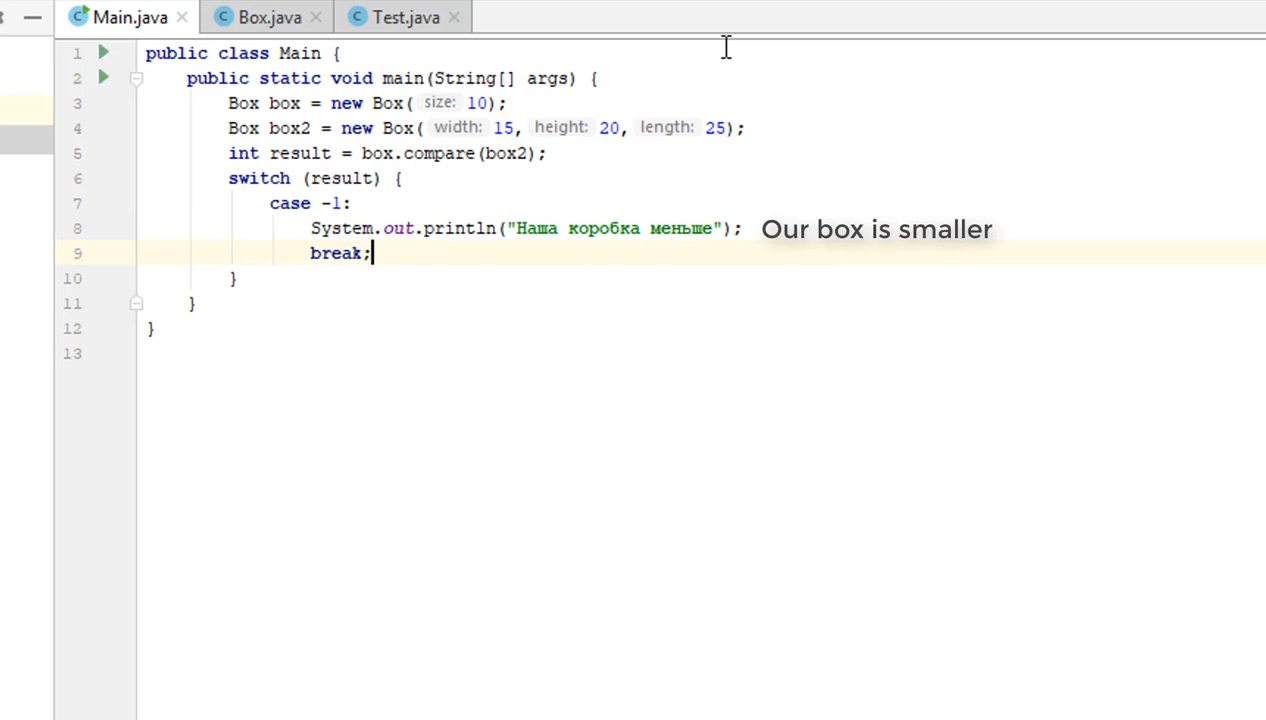 Main.java Box.java Test.java
1 public class Main {
2 public static void main(String[] args) {
3 Box box = new Box( size: 10);
4 Box box2 = new Box( width: 15, height: 20, length: 25);
5 int result = box.compare(box2);
6 switch (result) {
7 case -1:
8 System.out.println("Наша коробка меньше"); Our box is smaller
9 break;
10 }
11 }
12 }
13